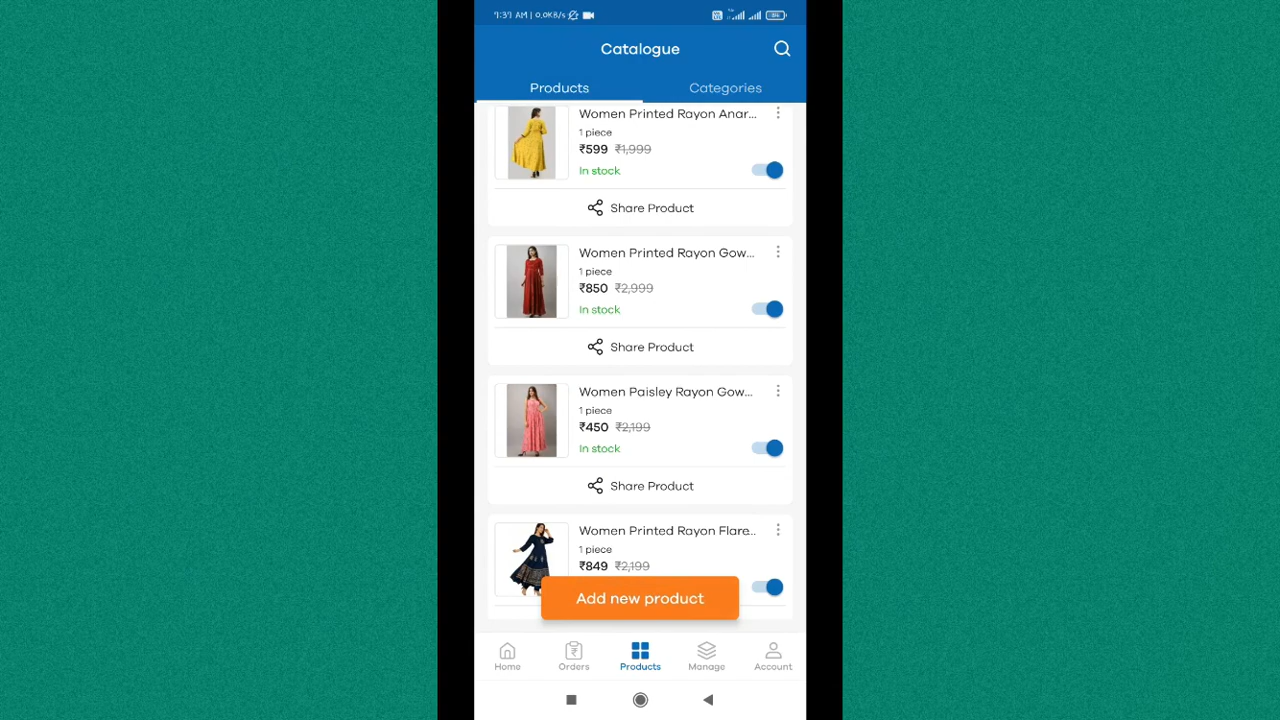 7:37 AM | 0.0KB/s
Catalogue
Products
Categories
Women Printed Rayon Anar...
1 piece
₹599 ₹1,999
In stock
Share Product
Women Printed Rayon Gow...
1 piece
₹850 ₹2,999
In stock
Share Product
Women Paisley Rayon Gow...
1 piece
₹450 ₹2,199
In stock
Share Product
Women Printed Rayon Flare...
1 piece
₹849 ₹2,199
Add new product
Home
Orders
Products
Manage
Account